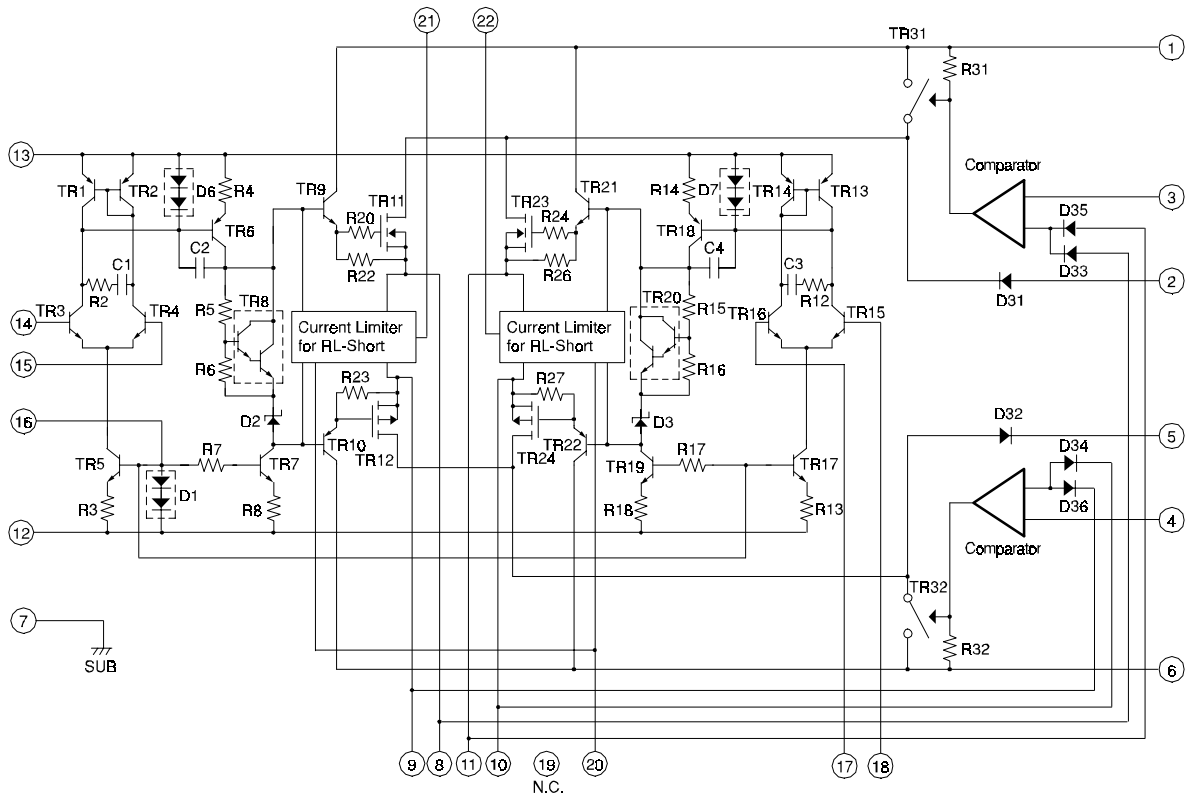 21
22
TR31
1
R31
13
Comparator
TR9
TR21
TR1
TR2
D6
R4
TR11
TR23
R14
D7
TR14
TR13
3
R20
R24
D35
TR6
TR18
C2
R22
R26
C4
D33
C1
R2
C3
R12
D31
2
TR3
TR4
R5
TR8
TR20
R15
TR16
TR15
14
Current Limiter
for RL-Short
Current Limiter
for RL-Short
18
15
R6
R16
R23
R27
16
D2
D3
D32
5
TR10
TR12
TR22
TR24
D34
TR5
R7
TR7
TR19
R17
TR17
D1
D36
R3
R8
R18
R13
4
12
Comparator
TR32
7
R32
SUB
6
9
8
11
10
19
20
17
18
N.C.